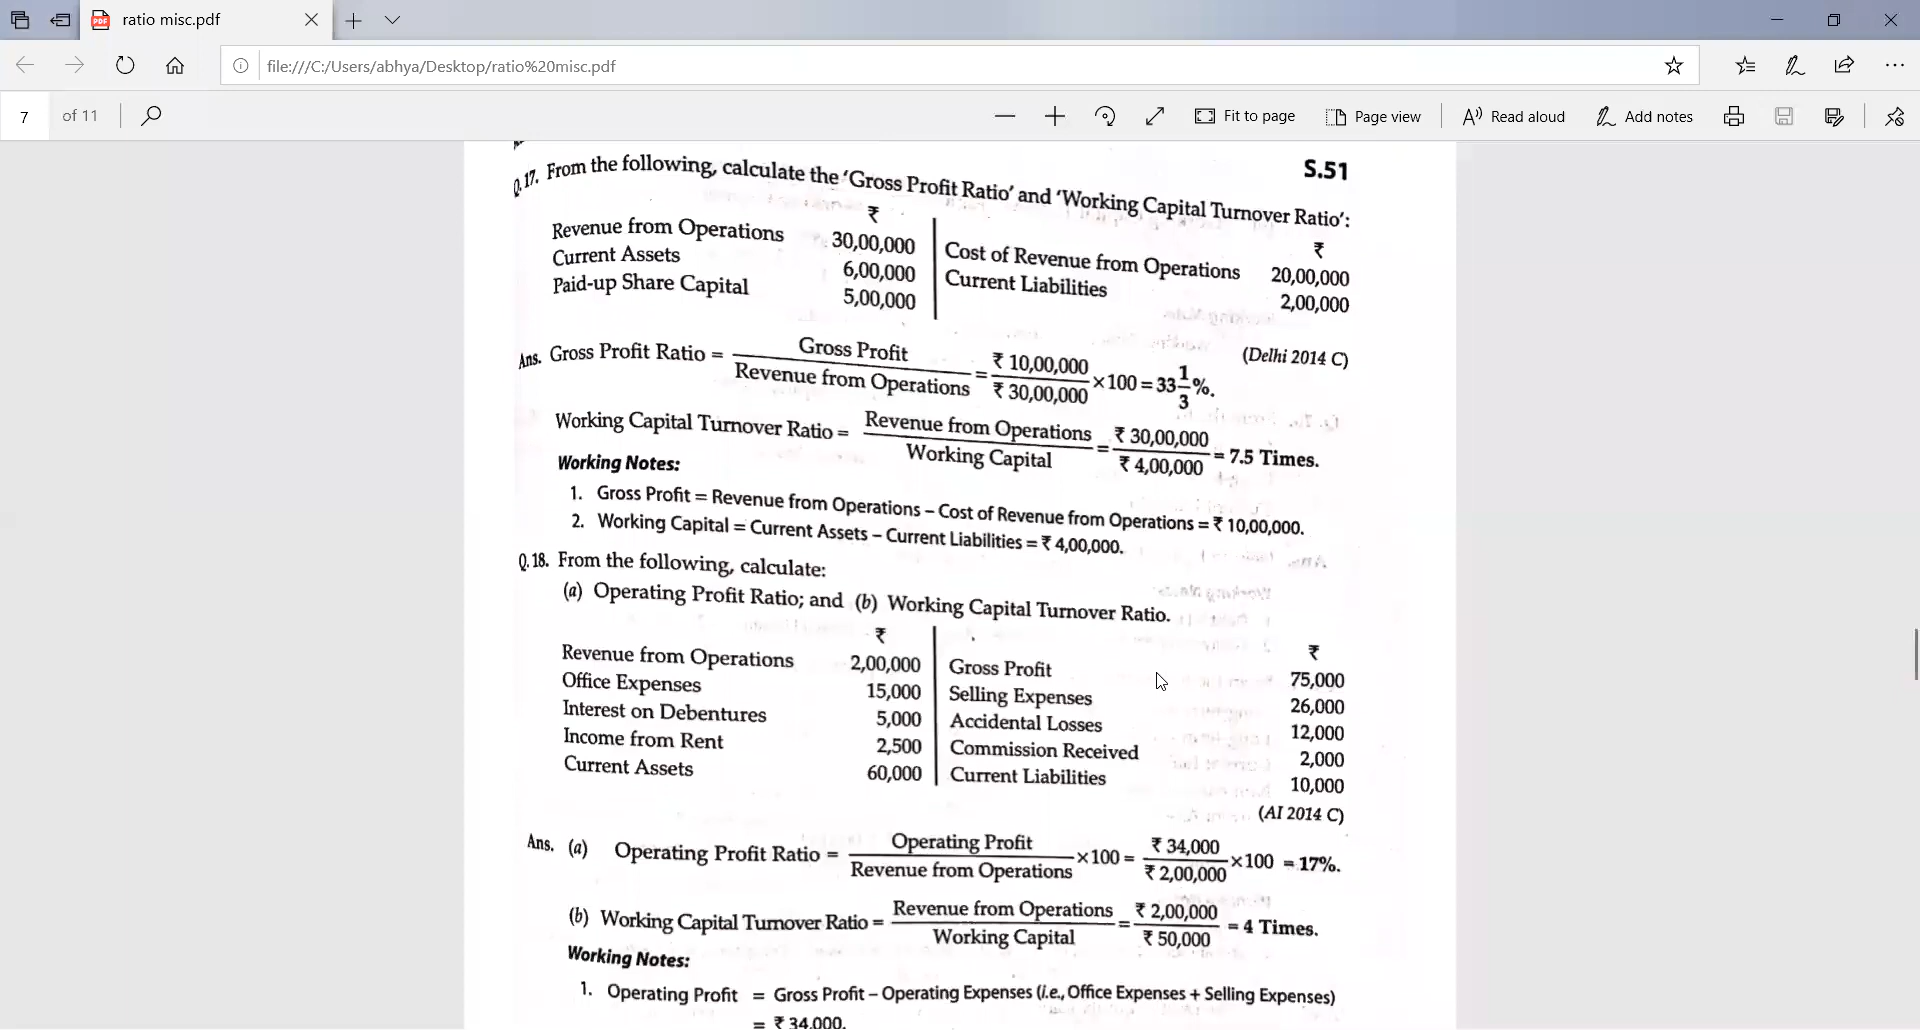 ratio misc.pdf
file:///C:/Users/abhya/Desktop/ratio%20misc.pdf
7 of 11
Fit to page
Page view
Read aloud
Add notes
S.51
Q.17. From the following, calculate the 'Gross Profit Ratio' and 'Working Capital Turnover Ratio':
₹ ₹
Revenue from Operations 30,00,000 Cost of Revenue from Operations 20,00,000
Current Assets 6,00,000 Current Liabilities 2,00,000
Paid-up Share Capital 5,00,000
(Delhi 2014 C)
Ans. Gross Profit Ratio = Gross Profit / Revenue from Operations = ₹ 10,00,000 / ₹ 30,00,000 ×100 = 33 1/3 %.
Working Capital Turnover Ratio = Revenue from Operations / Working Capital = ₹ 30,00,000 / ₹ 4,00,000 = 7.5 Times.
Working Notes:
1. Gross Profit = Revenue from Operations – Cost of Revenue from Operations = ₹ 10,00,000.
2. Working Capital = Current Assets – Current Liabilities = ₹ 4,00,000.
Q.18. From the following, calculate:
(a) Operating Profit Ratio; and (b) Working Capital Turnover Ratio.
₹ ₹
Revenue from Operations 2,00,000 Gross Profit 75,000
Office Expenses 15,000 Selling Expenses 26,000
Interest on Debentures 5,000 Accidental Losses 12,000
Income from Rent 2,500 Commission Received 2,000
Current Assets 60,000 Current Liabilities 10,000
(AI 2014 C)
Ans. (a) Operating Profit Ratio = Operating Profit / Revenue from Operations ×100 = ₹ 34,000 / ₹ 2,00,000 ×100 = 17%.
(b) Working Capital Turnover Ratio = Revenue from Operations / Working Capital = ₹ 2,00,000 / ₹ 50,000 = 4 Times.
Working Notes:
1. Operating Profit = Gross Profit – Operating Expenses (i.e., Office Expenses + Selling Expenses)
= ₹ 34,000.